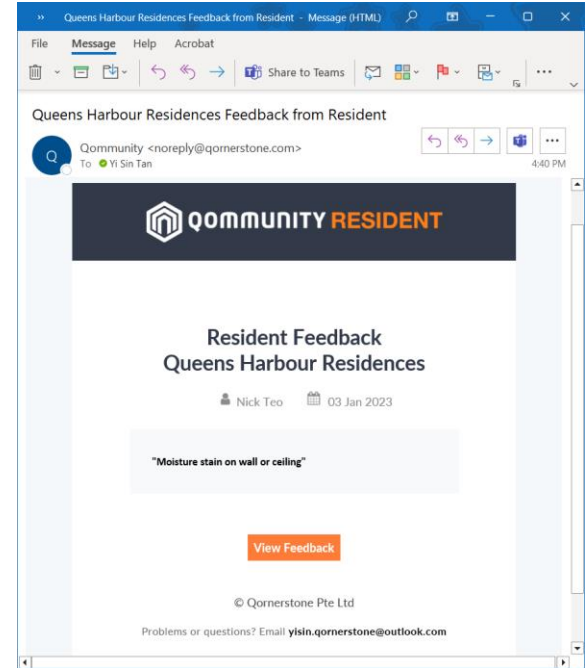 Queens Harbour Residences Feedback from Resident - Message (HTML)
File Message Help Acrobat
Share to Teams
Queens Harbour Residences Feedback from Resident
Q
Qommunity <noreply@qornerstone.com>
To Yi Sin Tan
4:40 PM
QOMMUNITY RESIDENT
Resident Feedback
Queens Harbour Residences
Nick Teo 03 Jan 2023
"Moisture stain on wall or ceiling"
View Feedback
© Qornerstone Pte Ltd
Problems or questions? Email yisin.qornerstone@outlook.com